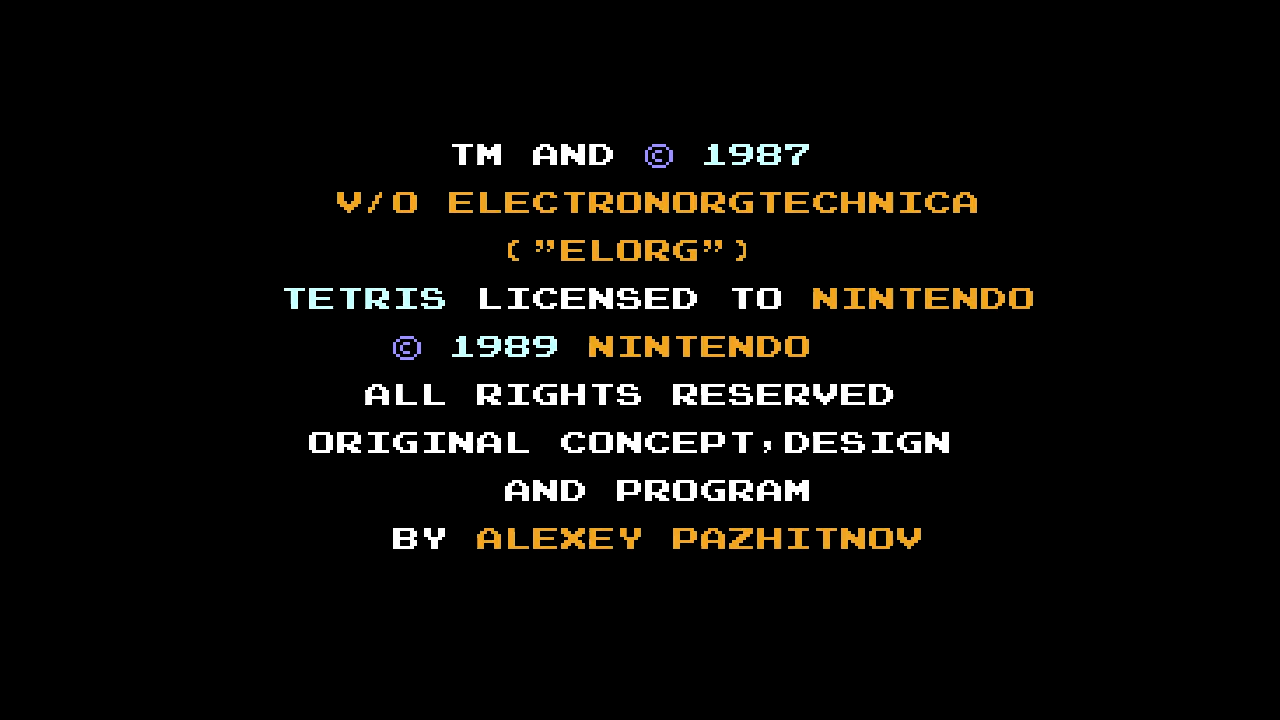 TM AND © 1987
V/O ELECTRONORGTECHNICA
("ELORG")
TETRIS LICENSED TO NINTENDO
© 1989 NINTENDO
ALL RIGHTS RESERVED
ORIGINAL CONCEPT,DESIGN
AND PROGRAM
BY ALEXEY PAZHITNOV